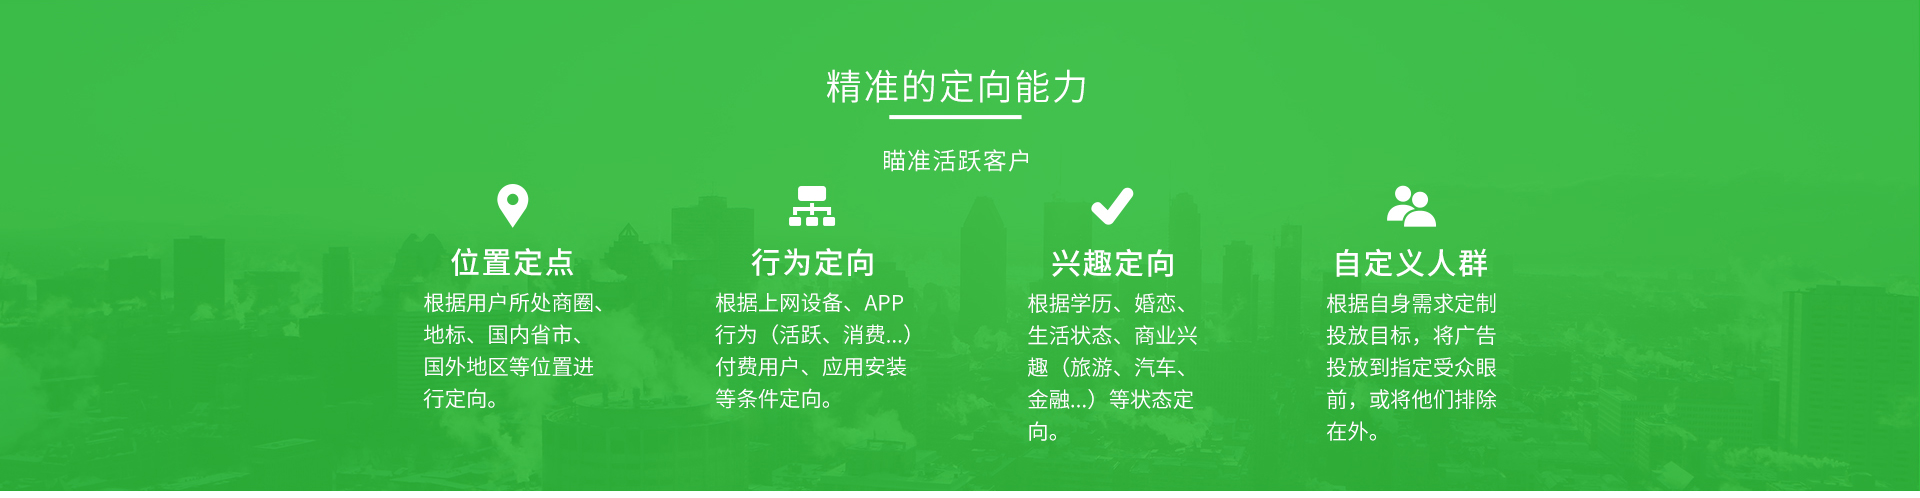 精准的定向能力
瞄准活跃客户
位置定点
根据用户所处商圈、
地标、国内省市、
国外地区等位置进
行定向。
行为定向
根据上网设备、APP
行为（活跃、消费...）
付费用户、应用安装
等条件定向。
兴趣定向
根据学历、婚恋、
生活状态、商业兴
趣（旅游、汽车、
金融...）等状态定
向。
自定义人群
根据自身需求定制
投放目标，将广告
投放到指定受众眼
前，或将他们排除
在外。